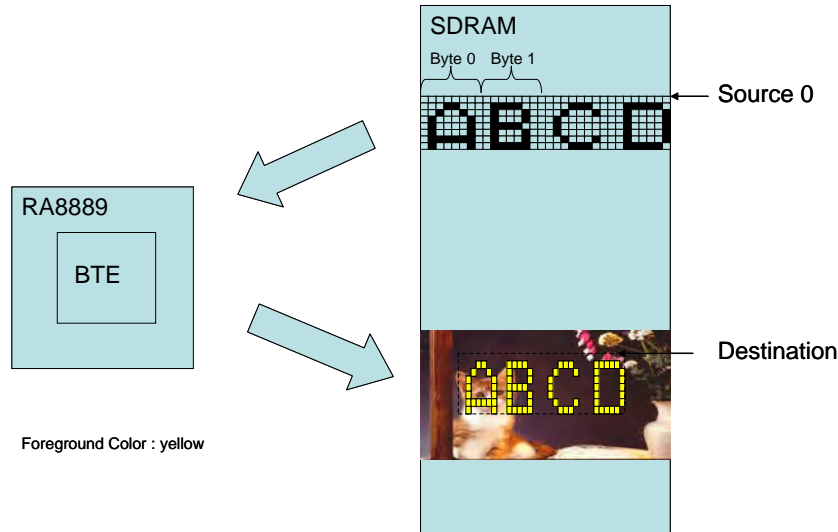 SDRAM
Byte 0 Byte 1
Source 0
ABCD
RA8889
BTE
Destination
ABCD
Foreground Color : yellow